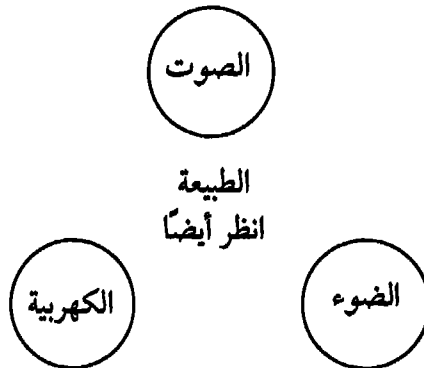 الصوت
الطبيعة
انظر أيضًا
الضوء
الكهربية